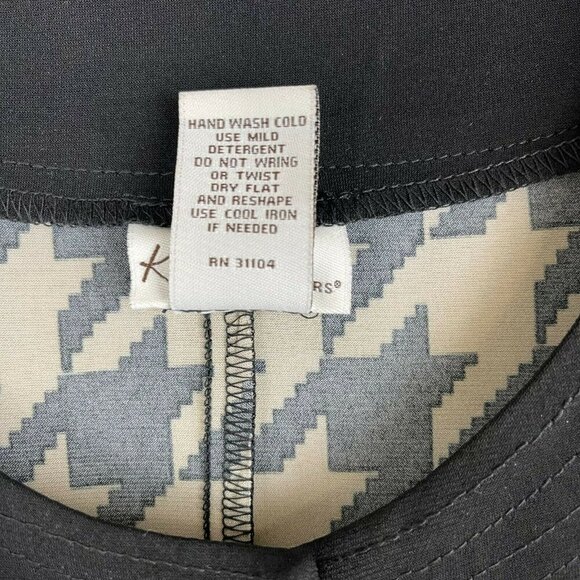 HAND WASH COLD
USE MILD
DETERGENT
DO NOT WRING
OR TWIST
DRY FLAT
AND RESHAPE
USE COOL IRON
IF NEEDED
RN 31104
K
RS®